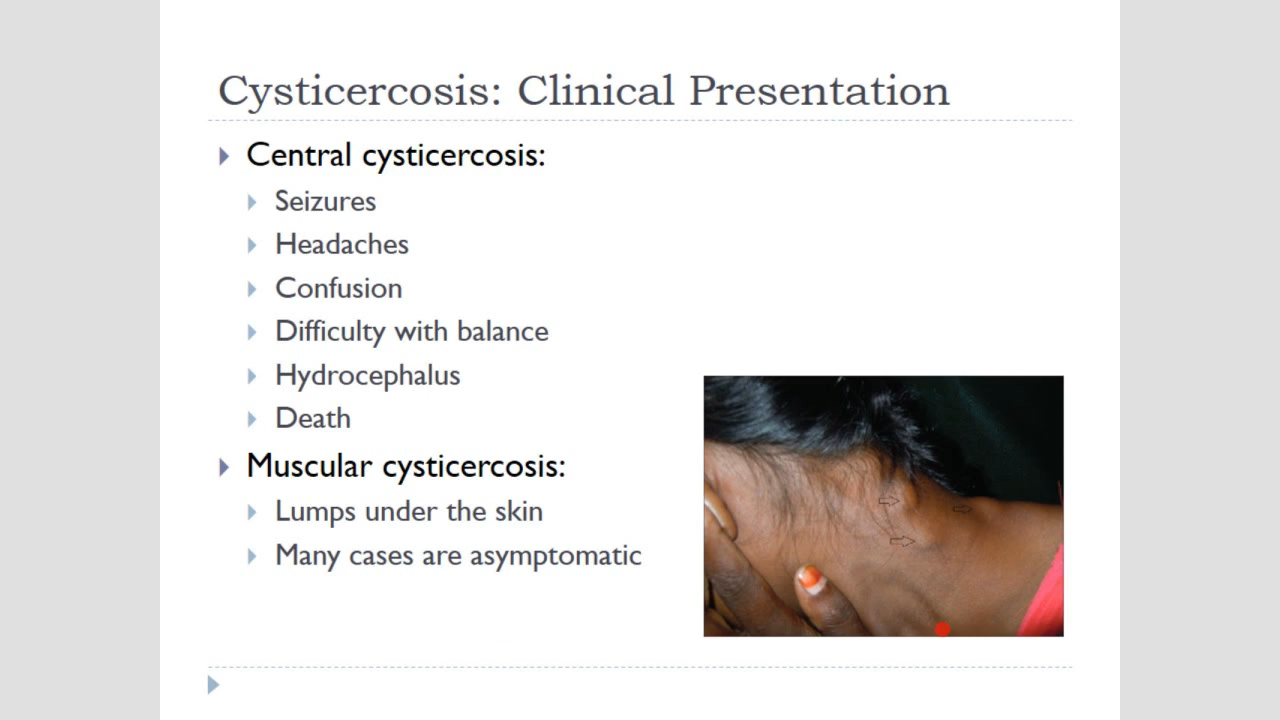 Cysticercosis: Clinical Presentation
Central cysticercosis:
Seizures
Headaches
Confusion
Difficulty with balance
Hydrocephalus
Death
Muscular cysticercosis:
Lumps under the skin
Many cases are asymptomatic